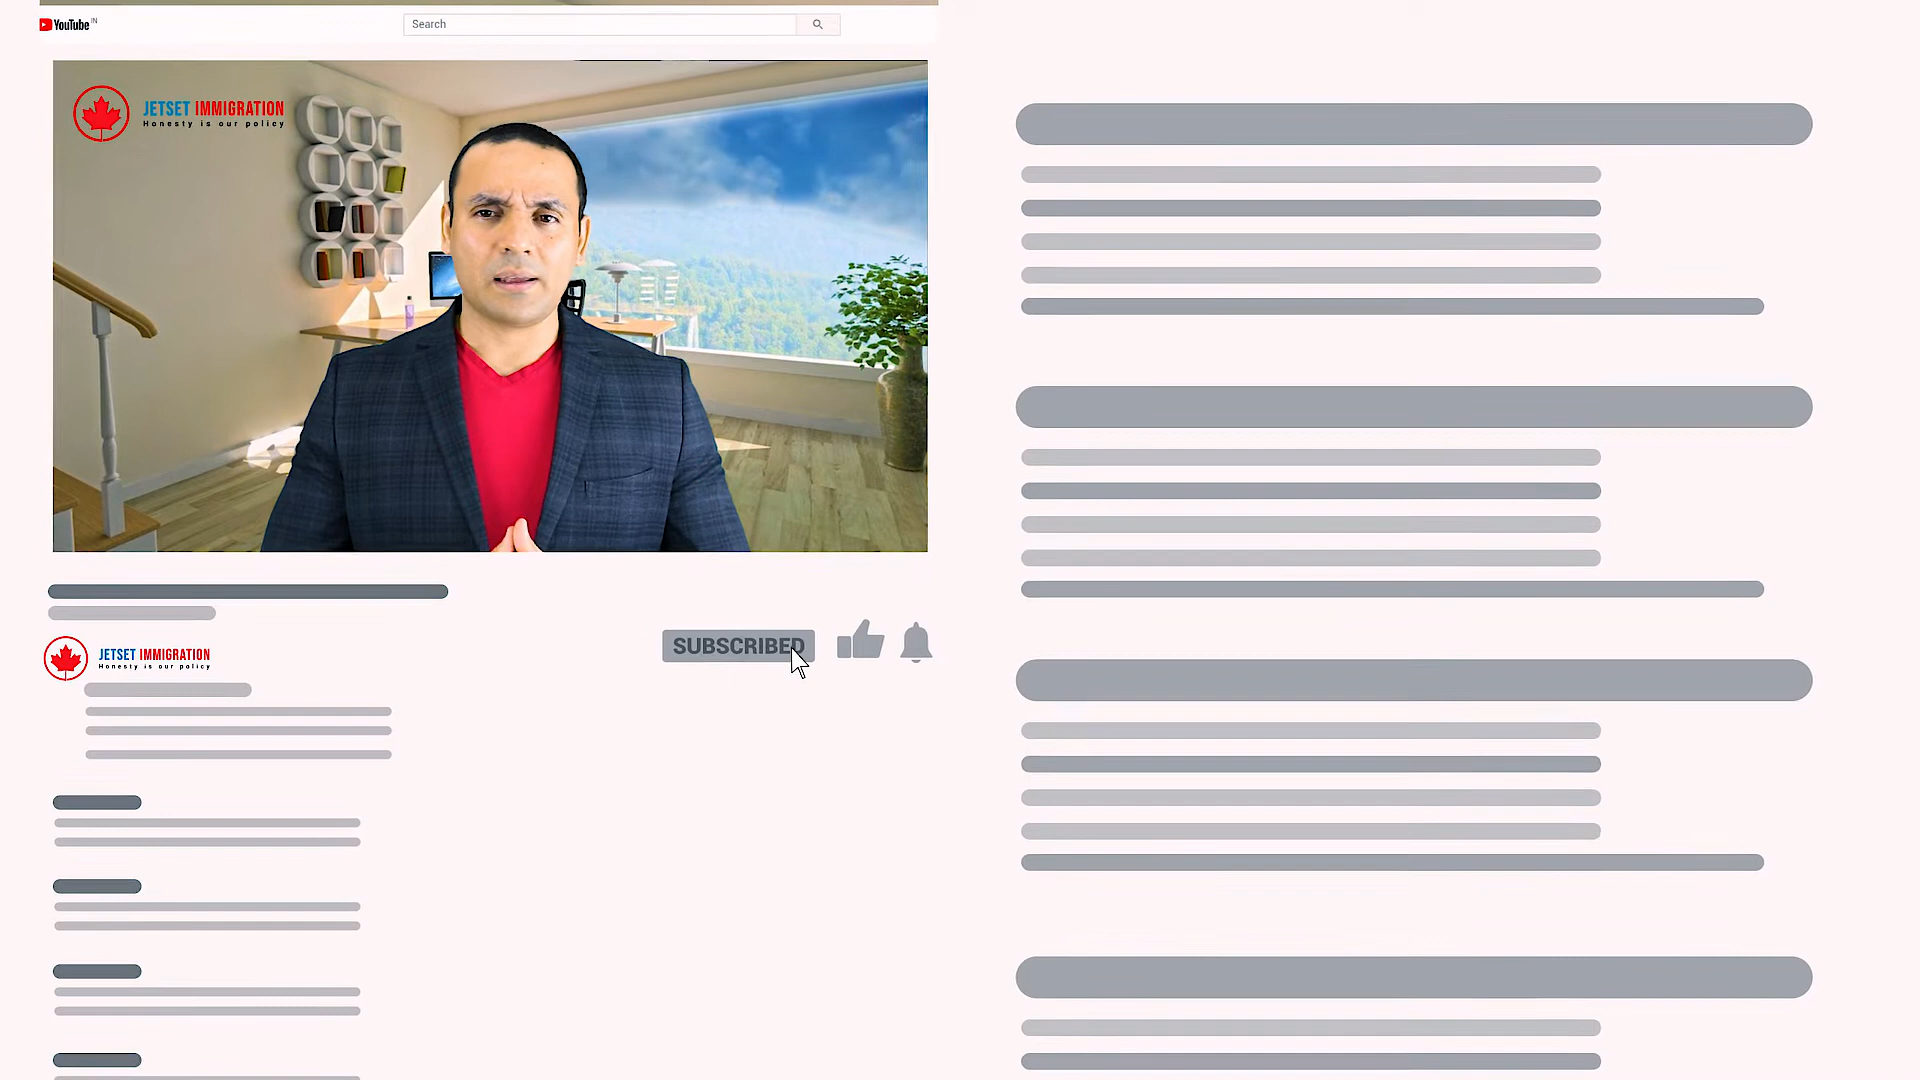 YouTube IN
Search
JETSET IMMIGRATION
Honesty is our policy
SUBSCRIBED
JETSET IMMIGRATION
Honesty is our policy